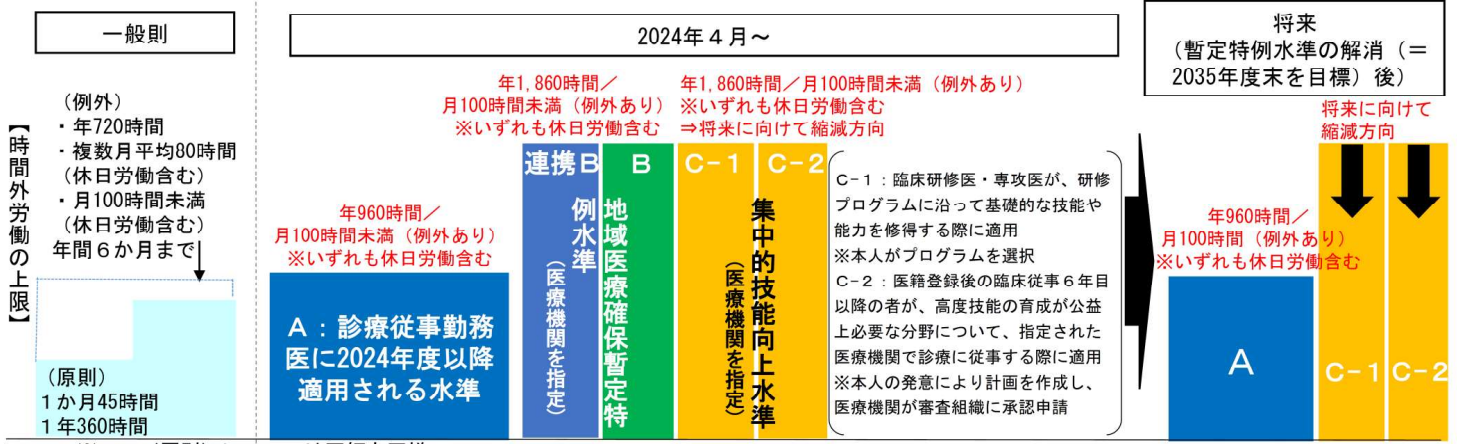 一般則
2024年4月～
将来
（暫定特例水準の解消（＝
2035年度末を目標）後）
【時間外労働の上限】
（例外）
・年720時間
・複数月平均80時間
（休日労働含む）
・月100時間未満
（休日労働含む）
年間6か月まで
（原則）
1か月45時間
1年360時間
年960時間／
月100時間未満（例外あり）
※いずれも休日労働含む
A：診療従事勤務
医に2024年度以降
適用される水準
年1,860時間／
月100時間未満（例外あり）
※いずれも休日労働含む
連携B
B
地域医療確保暫定特
例水準
（医療機関を指定）
年1,860時間／月100時間未満（例外あり）
※いずれも休日労働含む
⇒将来に向けて縮減方向
C-1
C-2
集中的技能向上水準
（医療機関を指定）
C-1：臨床研修医・専攻医が、研修
プログラムに沿って基礎的な技能や
能力を修得する際に適用
※本人がプログラムを選択
C-2：医籍登録後の臨床従事6年目
以降の者が、高度技能の育成が公益
上必要な分野について、指定された
医療機関で診療に従事する際に適用
※本人の発意により計画を作成し、
医療機関が審査組織に承認申請
年960時間／
月100時間（例外あり）
※いずれも休日労働含む
A
将来に向けて
縮減方向
C-1
C-2